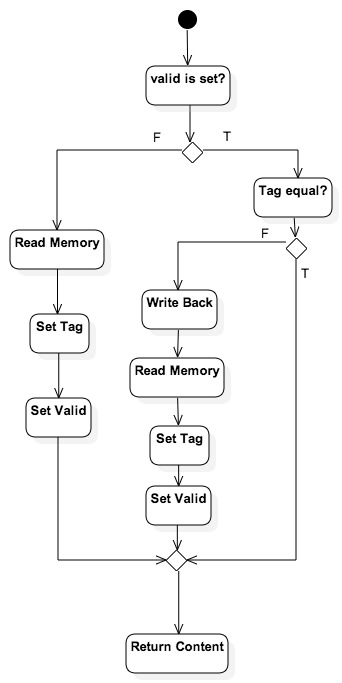 valid is set?
F
T
Tag equal?
F
T
Read Memory
Set Tag
Set Valid
Write Back
Read Memory
Set Tag
Set Valid
Return Content